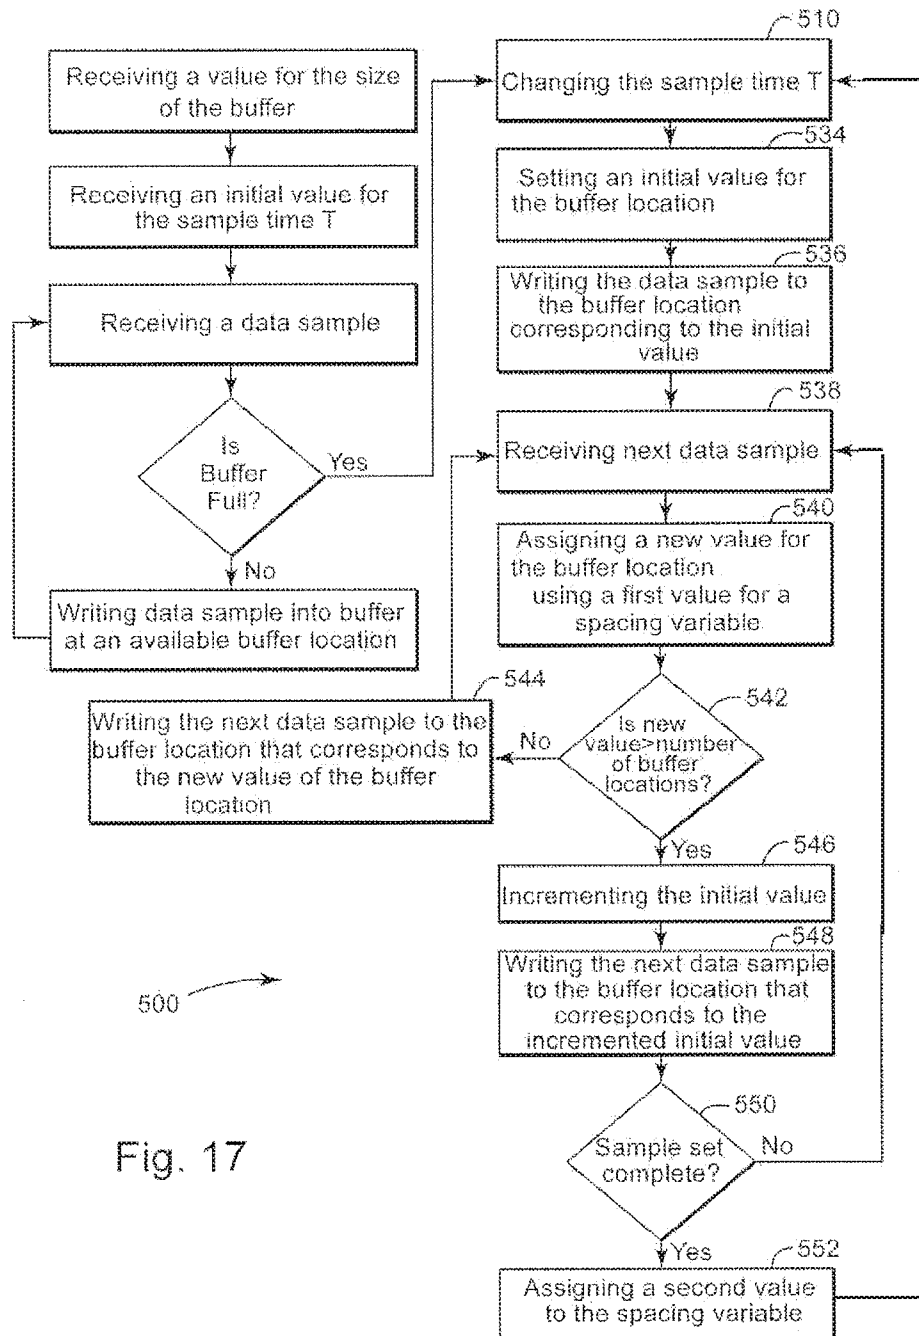 Receiving a value for the size
of the buffer
Receiving an initial value for
the sample time T
Receiving a data sample
Is
Buffer
Full?
Yes
No
Writing data sample into buffer
at an available buffer location
510
Changing the sample time T
534
Setting an initial value for
the buffer location
536
Writing the data sample to
the buffer location
corresponding to the initial
value
538
Receiving next data sample
540
Assigning a new value for
the buffer location
using a first value for a
spacing variable
542
Is new
value>number
of buffer
locations?
No
544
Writing the next data sample to the
buffer location that corresponds to
the new value of the buffer
location
Yes
546
Incrementing the initial value
548
Writing the next data sample
to the buffer location that
corresponds to the
incremented initial value
500
550
Sample set
complete?
No
Yes
552
Assigning a second value
to the spacing variable
Fig. 17